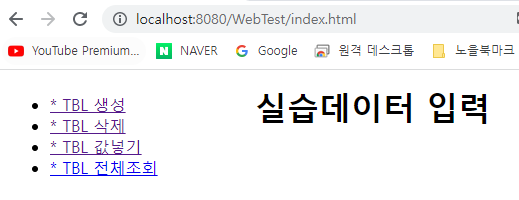 localhost:8080/WebTest/index.html
YouTube Premium... NAVER Google 원격 데스크톱 노을북마크
* TBL 생성
* TBL 삭제
* TBL 값넣기
* TBL 전체조회
실습데이터 입력